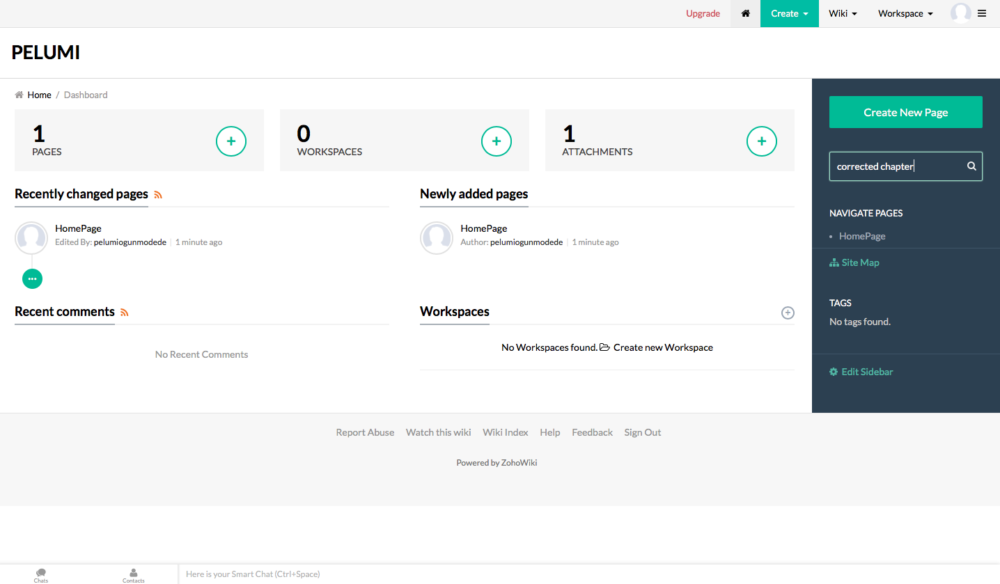 Upgrade Create Wiki Workspace
PELUMI
Home / Dashboard
1
PAGES
0
WORKSPACES
1
ATTACHMENTS
Recently changed pages
HomePage
Edited By: pelumiogunmodede | 1 minute ago
Newly added pages
HomePage
Author: pelumiogunmodede | 1 minute ago
Recent comments
No Recent Comments
Workspaces
No Workspaces found. Create new Workspace
Create New Page
corrected chapter
NAVIGATE PAGES
• HomePage
Site Map
TAGS
No tags found.
Edit Sidebar
Report Abuse Watch this wiki Wiki Index Help Feedback Sign Out
Powered by ZohoWiki
Chats
Contacts
Here is your Smart Chat (Ctrl+Space)